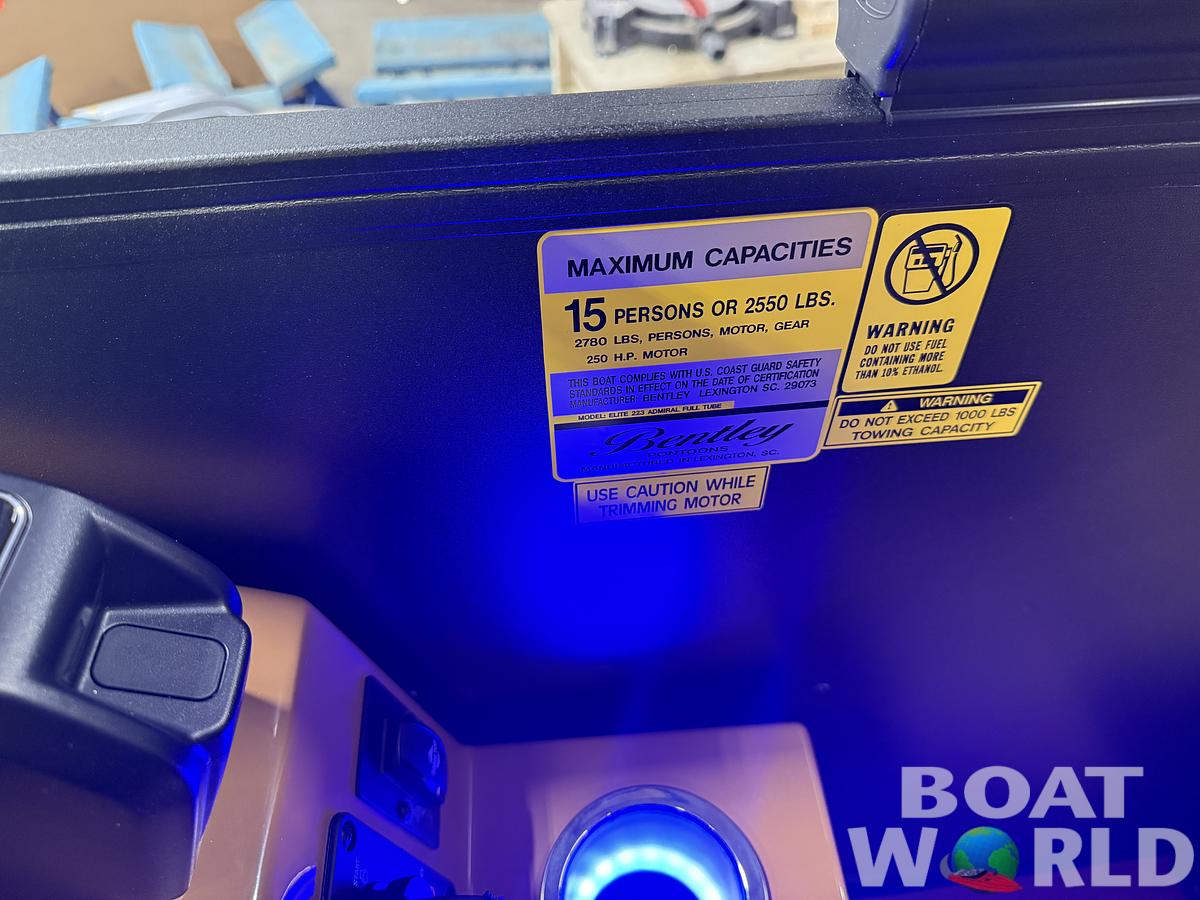 MAXIMUM CAPACITIES
15 PERSONS OR 2550 LBS.
2780 LBS, PERSONS, MOTOR, GEAR
250 H.P. MOTOR
THIS BOAT COMPLIES WITH U.S. COAST GUARD SAFETY
STANDARDS IN EFFECT ON THE DATE OF CERTIFICATION
MANUFACTURER: BENTLEY LEXINGTON SC. 29073
MODEL: ELITE 223 ADMIRAL FULL TUBE
Bentley
PONTOONS
MANUFACTURED IN LEXINGTON, SC.
WARNING
DO NOT USE FUEL
CONTAINING MORE
THAN 10% ETHANOL.
WARNING
DO NOT EXCEED 1000 LBS
TOWING CAPACITY
USE CAUTION WHILE
TRIMMING MOTOR
START
BOAT
WORLD